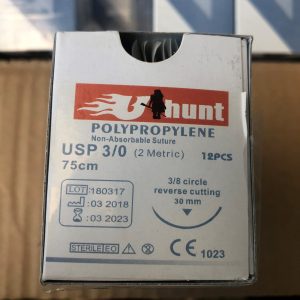 Uhunt
POLYPROPYLENE
Non-Absorbable Suture
USP 3/0 (2 Metric) 12PCS
75cm
3/8 circle
reverse cutting
30 mm
LOT :180317
: 03 2018
: 03 2023
STERILE EO
CE 1023